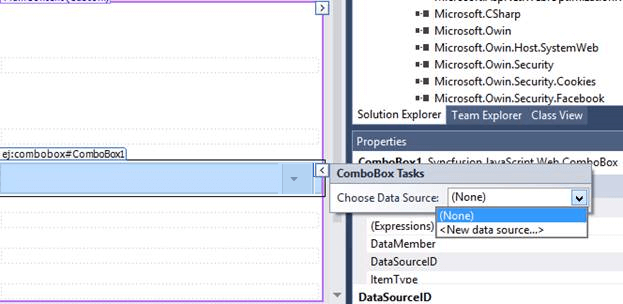 Microsoft.CSharp
Microsoft.Owin
Microsoft.Owin.Host.SystemWeb
Microsoft.Owin.Security
Microsoft.Owin.Security.Cookies
Microsoft.Owin.Security.Facebook
Solution Explorer Team Explorer Class View
Properties
ej:combobox#ComboBox1
ComboBox1 Syncfusion.JavaScript.Web.ComboBox
ComboBox Tasks
Choose Data Source: (None)
(None)
<New data source...>
(Expressions)
DataMember
DataSourceID
ItemType
DataSourceID